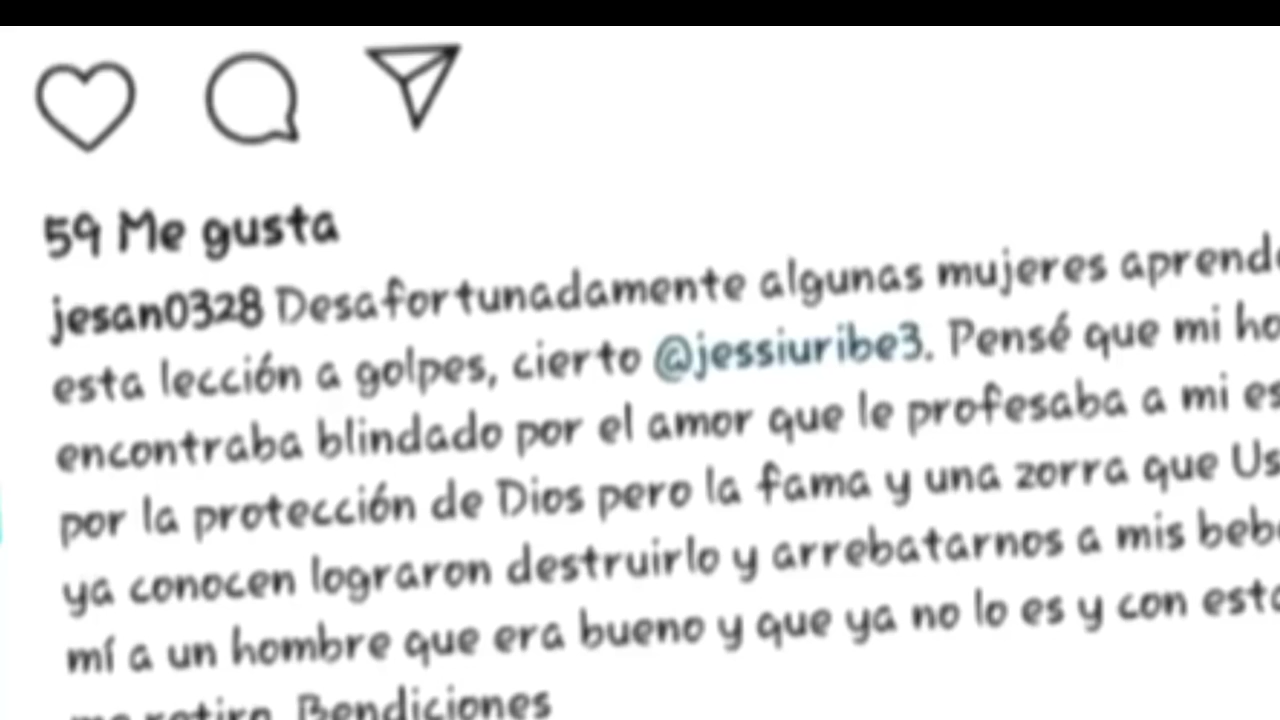 59 Me gusta
jesan0328 Desafortunadamente algunas mujeres aprend
esta lección a golpes, cierto @jessiuribe3. Pensé que mi ho
encontraba blindado por el amor que le profesaba a mi es
por la protección de Dios pero la fama y una zorra que Us
ya conocen lograron destruirlo y arrebatarnos a mis beb
mí a un hombre que era bueno y que ya no lo es y con esto
me retiro. Bendiciones